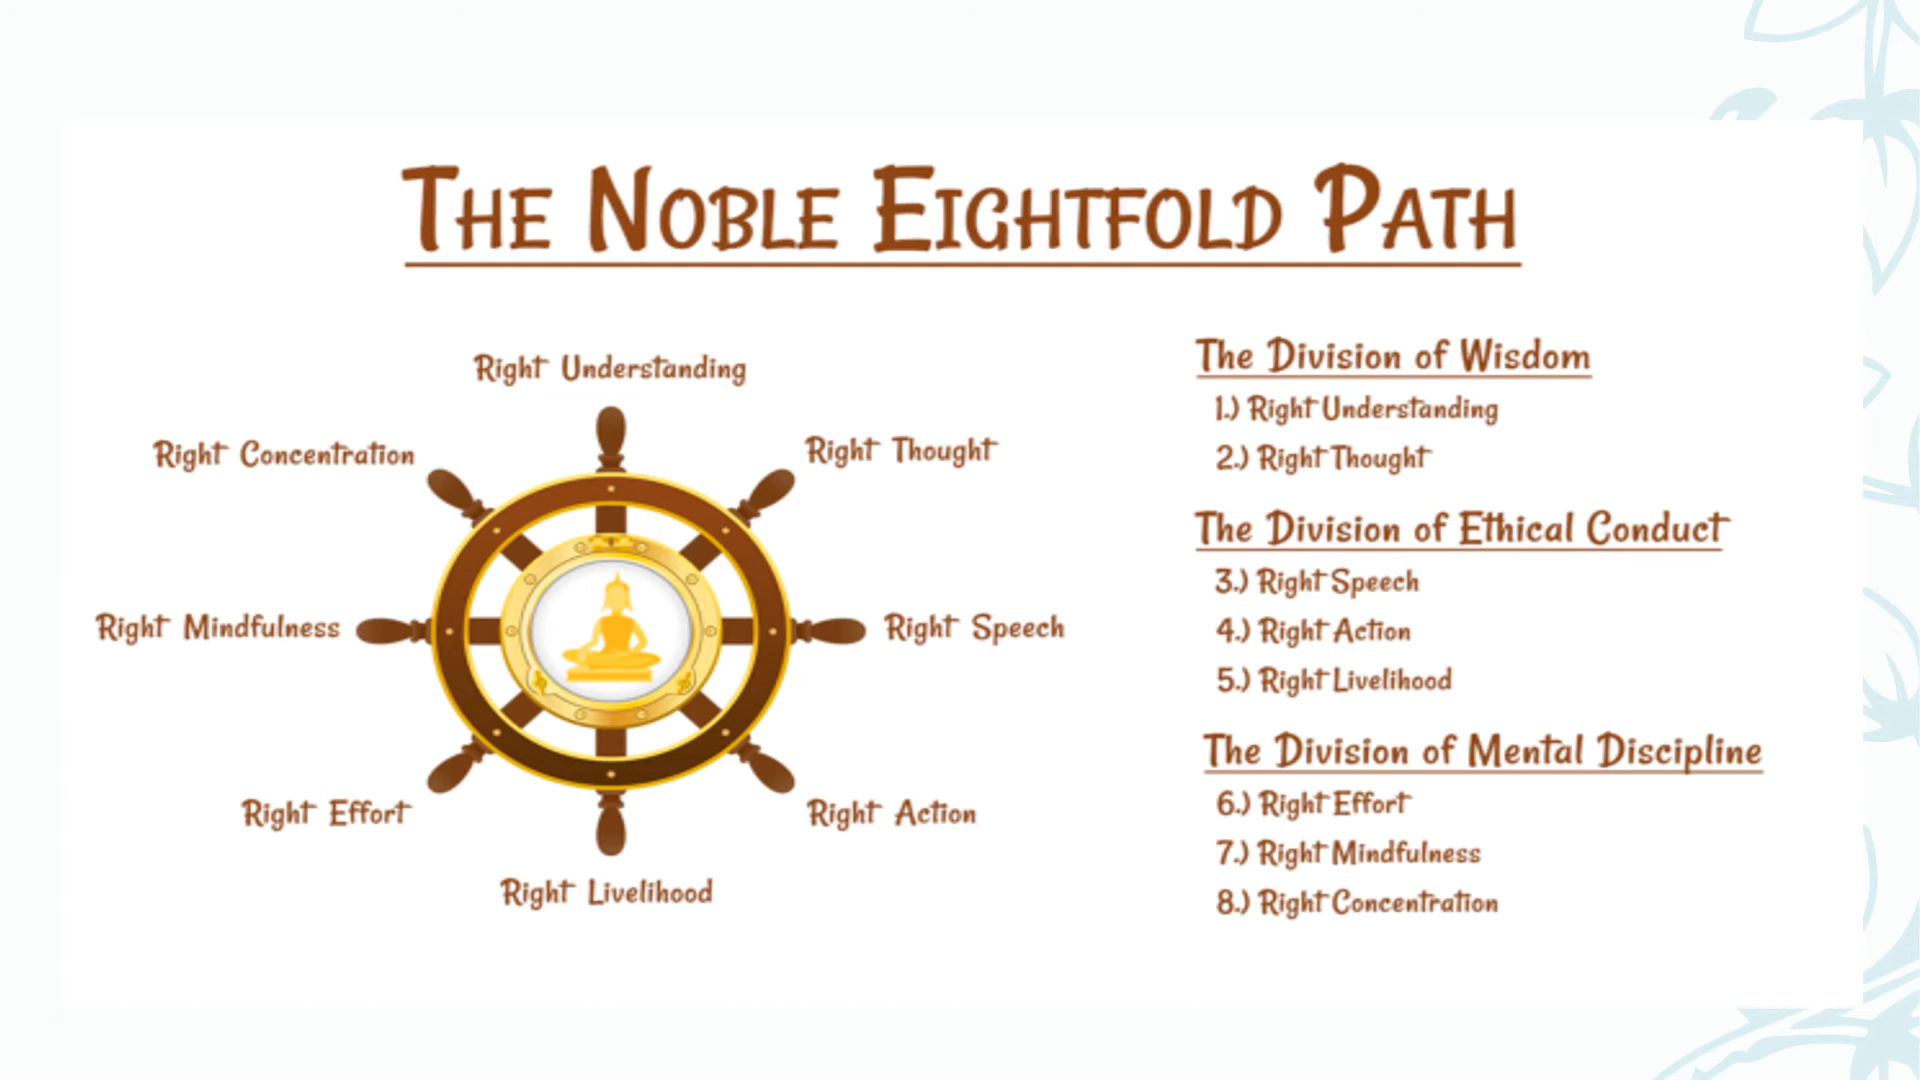 THE NOBLE EIGHTFOLD PATH
Right Understanding
Right Concentration
Right Thought
Right Mindfulness
Right Speech
Right Effort
Right Action
Right Livelihood
The Division of Wisdom
1.) Right Understanding
2.) Right Thought
The Division of Ethical Conduct
3.) Right Speech
4.) Right Action
5.) Right Livelihood
The Division of Mental Discipline
6.) Right Effort
7.) Right Mindfulness
8.) Right Concentration